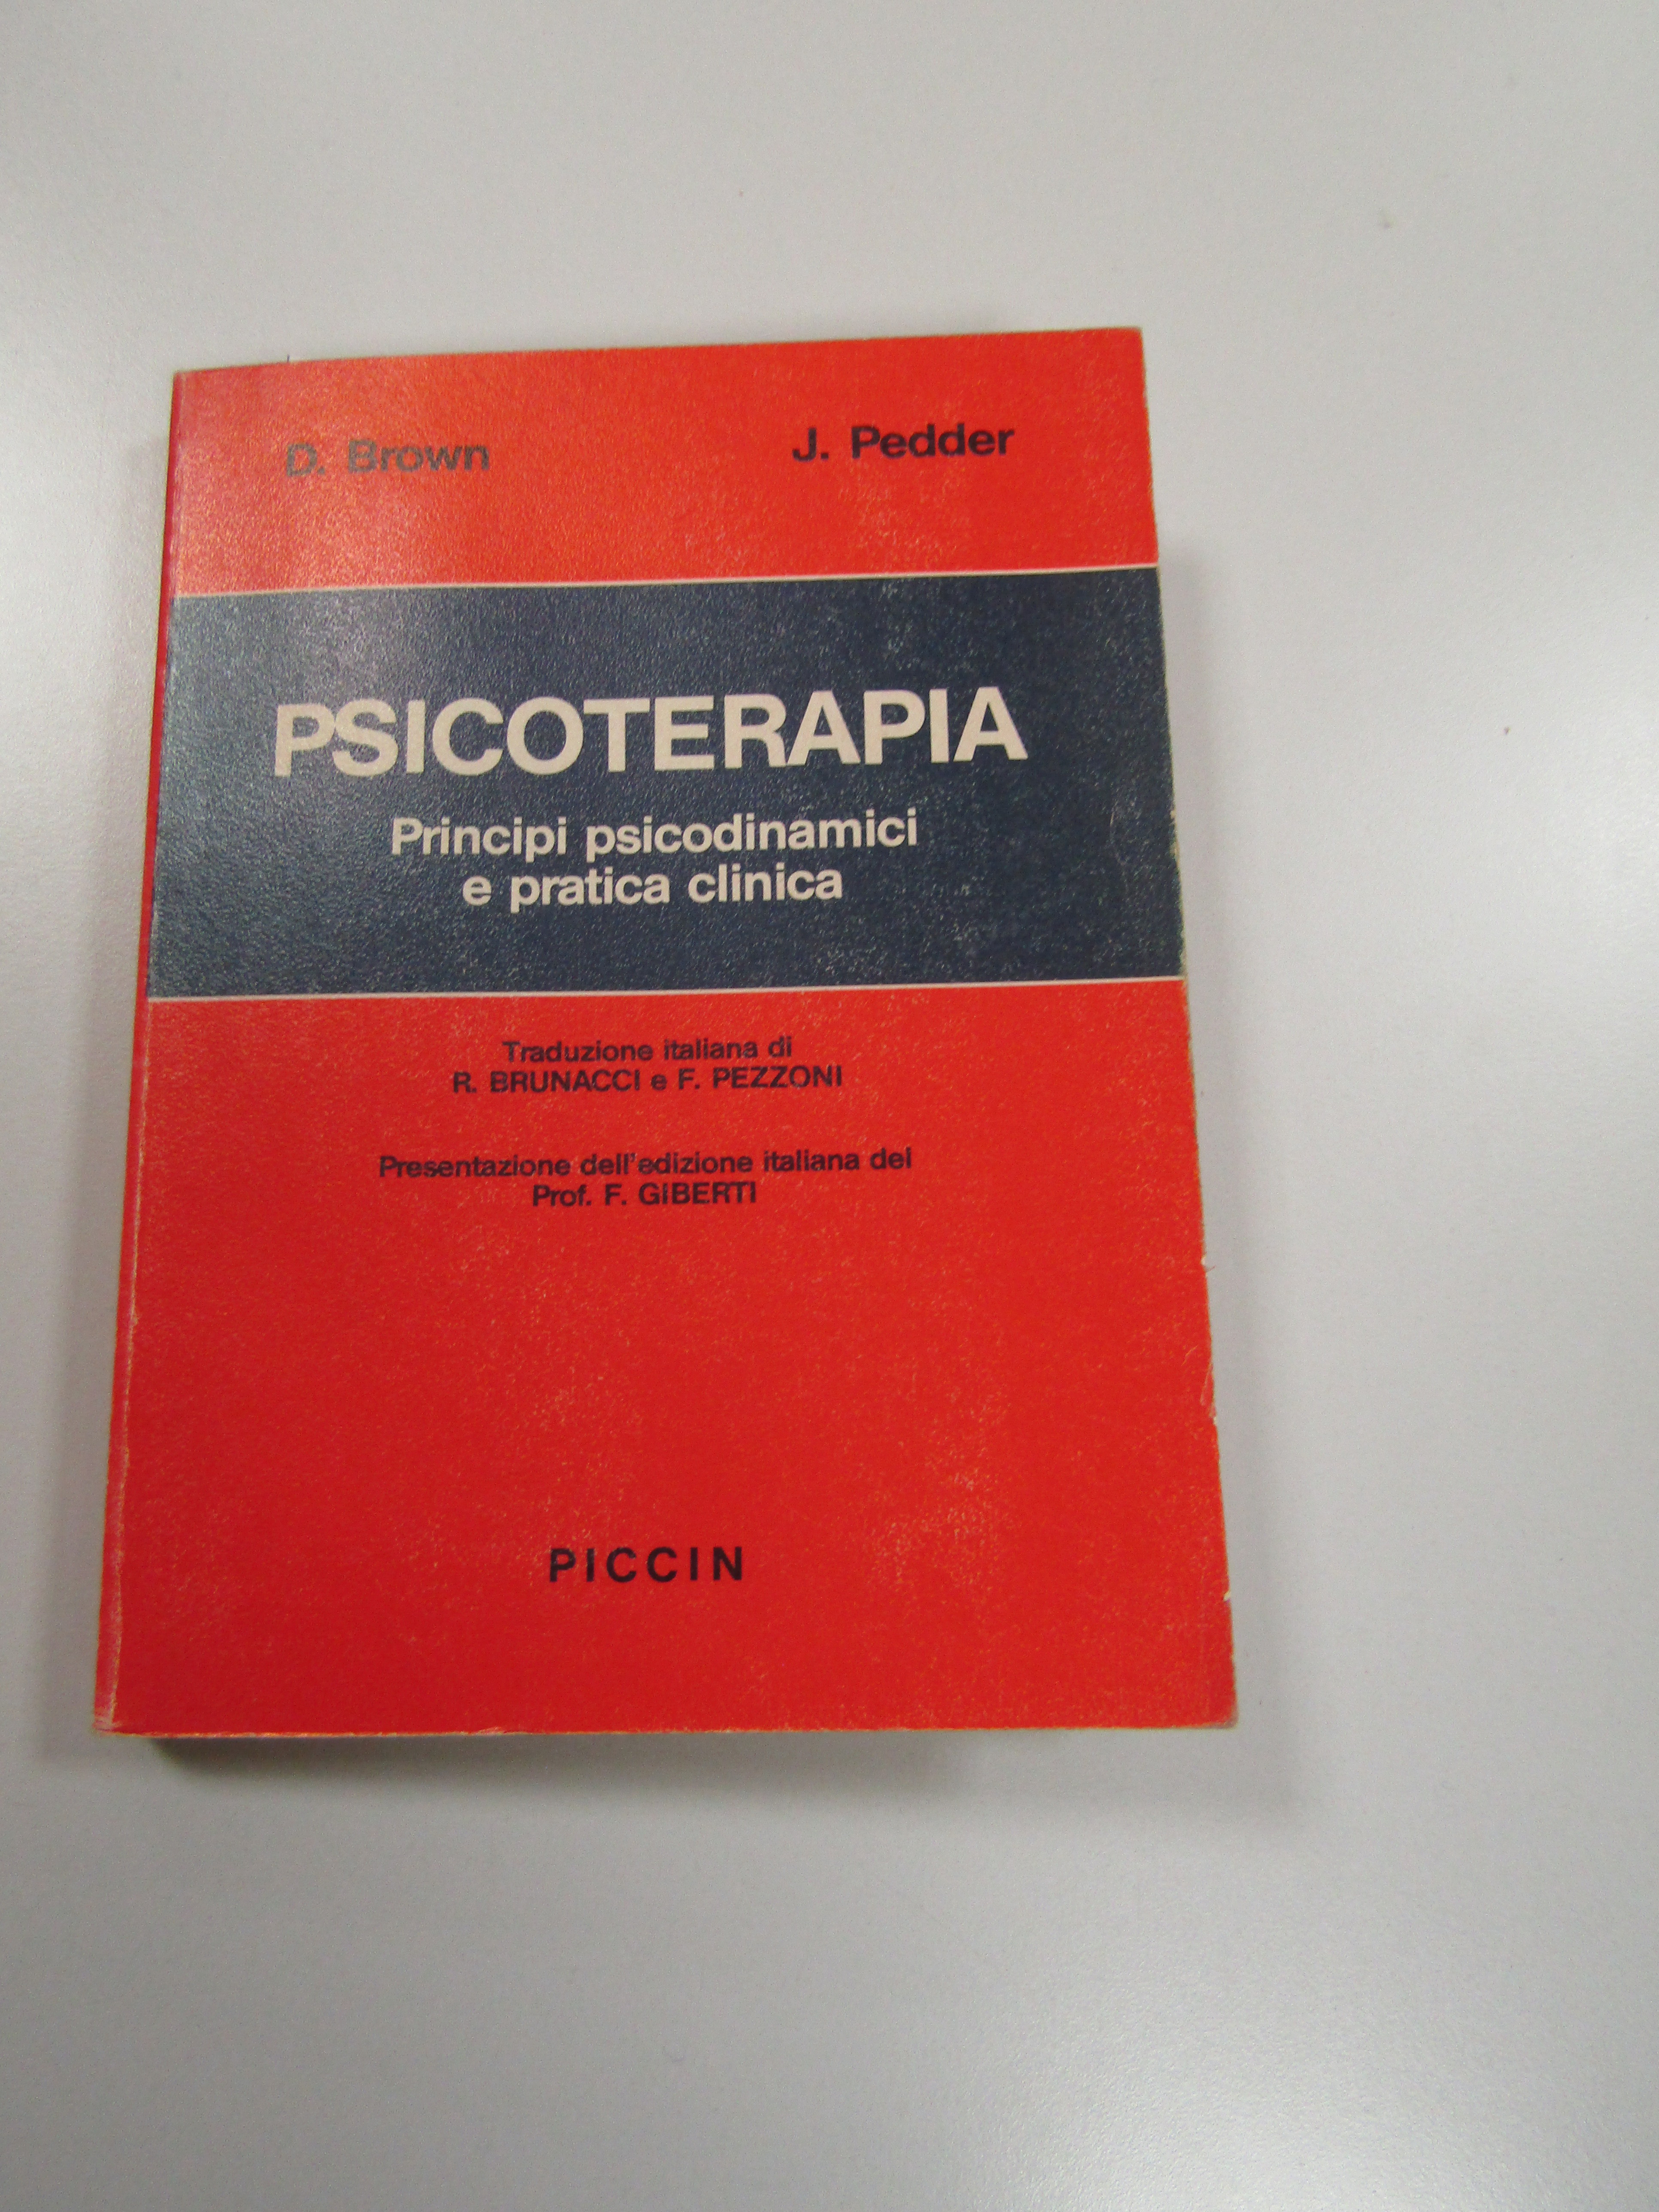 D. Brown J. Pedder
PSICOTERAPIA
Principi psicodinamici
e pratica clinica
Traduzione italiana di
R. BRUNACCI e F. PEZZONI
Presentazione dell'edizione italiana del
Prof. F. GIBERTI
PICCIN